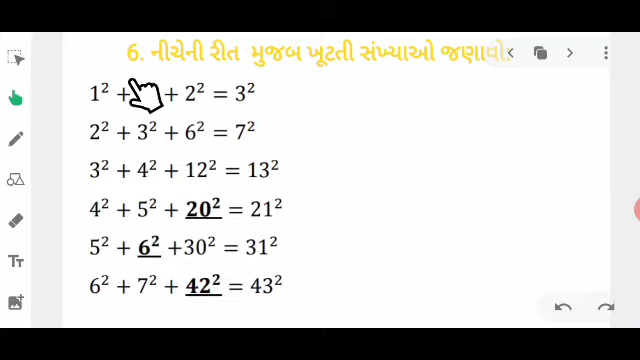 6. નીચેની રીત મુજબ ખૂટતી સંખ્યાઓ જણાવો.
1² + + 2² = 3²
2² + 3² + 6² = 7²
3² + 4² + 12² = 13²
4² + 5² + 20² = 21²
5² + 6² +30² = 31²
6² + 7² + 42² = 43²